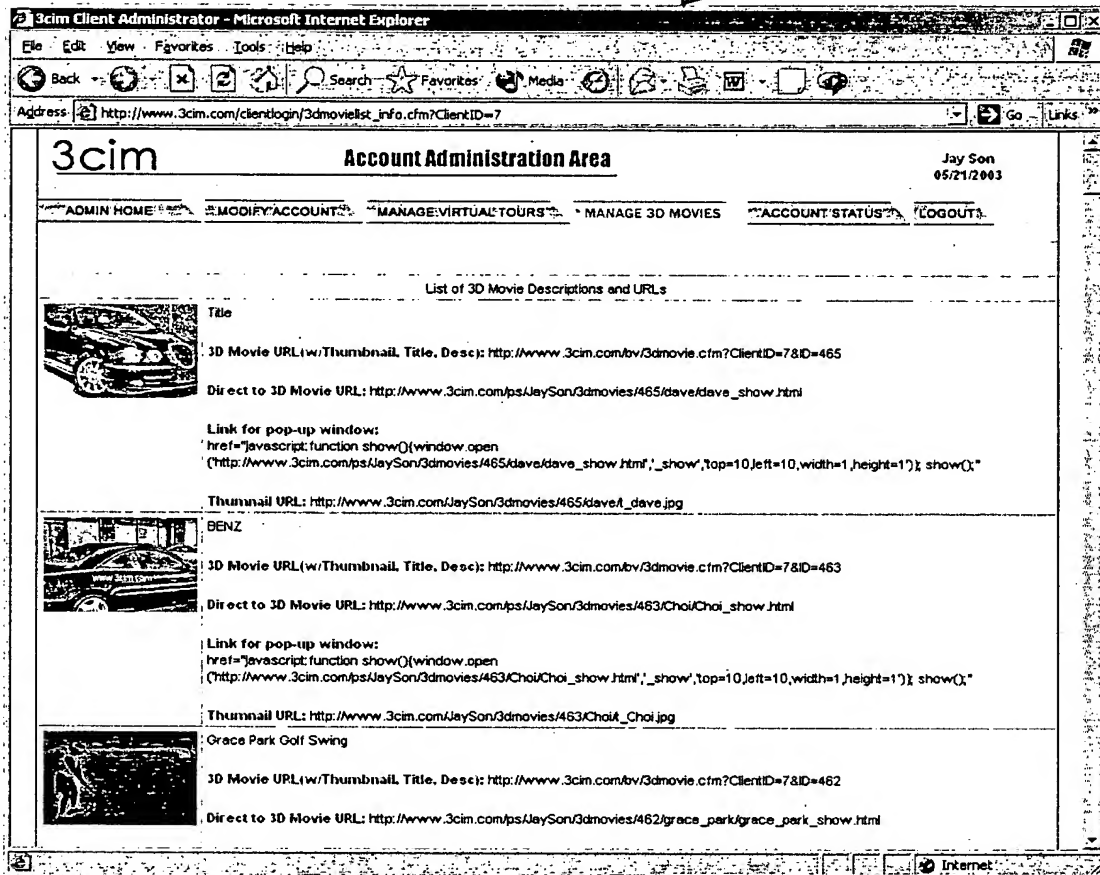 3cim Client Administrator - Microsoft Internet Explorer
File Edit View Favorites Tools Help
Back Search Favorites Media
Address http://www.3cim.com/clientlogin/3dmovielist_info.cfm?ClientID=7 Go Links »
3cim Account Administration Area Jay Son
05/21/2003
ADMIN HOME MODIFY ACCOUNT MANAGE VIRTUAL TOURS MANAGE 3D MOVIES ACCOUNT STATUS LOGOUT
List of 3D Movie Descriptions and URLs
Title
3D Movie URL(w/Thumbnail, Title, Desc): http://www.3cim.com/bv/3dmovie.cfm?ClientID=7&ID=465
Direct to 3D Movie URL: http://www.3cim.com/ps/JaySon/3dmovies/465/dave/dave_show.html
Link for pop-up window:
href="javascript:function show(){window.open
('http://www.3cim.com/ps/JaySon/3dmovies/465/dave/dave_show.html','_show','top=10,left=10,width=1,height=1')}; show();"
Thumnail URL: http://www.3cim.com/JaySon/3dmovies/465/dave/t_dave.jpg
www.3cim.com
BENZ
3D Movie URL(w/Thumbnail, Title, Desc): http://www.3cim.com/bv/3dmovie.cfm?ClientID=7&ID=463
Direct to 3D Movie URL: http://www.3cim.com/ps/JaySon/3dmovies/463/Choi/Choi_show.html
Link for pop-up window:
href="javascript:function show(){window.open
('http://www.3cim.com/ps/JaySon/3dmovies/463/Choi/Choi_show.html','_show','top=10,left=10,width=1,height=1')}; show();"
Thumnail URL: http://www.3cim.com/JaySon/3dmovies/463/Choi/t_Choi.jpg
Grace Park Golf Swing
3D Movie URL(w/Thumbnail, Title, Desc): http://www.3cim.com/bv/3dmovie.cfm?ClientID=7&ID=462
Direct to 3D Movie URL: http://www.3cim.com/ps/JaySon/3dmovies/462/grace_park/grace_park_show.html
Internet